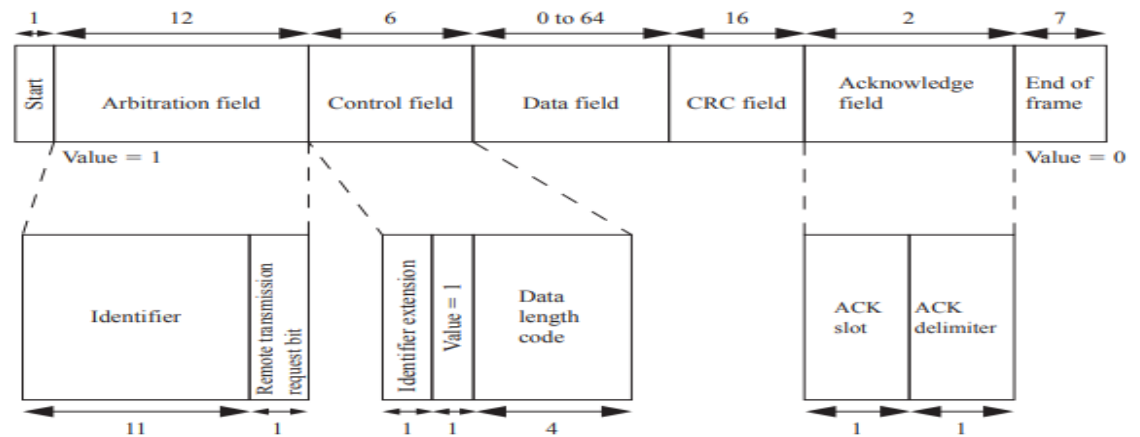 1 12 6 0 to 64 16 2 7
Start
Arbitration field
Control field
Data field
CRC field
Acknowledge
field
End of
frame
Value = 1
Value = 0
Identifier
Remote transmission
request bit
Identifier extension
Value = 1
Data
length
code
ACK
slot
ACK
delimiter
11 1 1 1 4 1 1